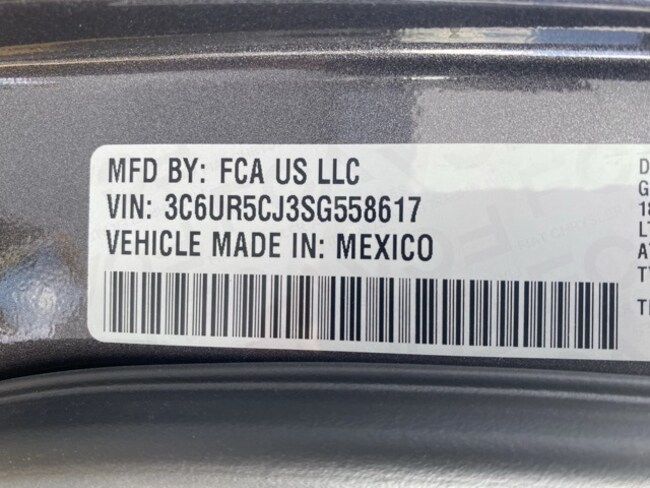 MFD BY: FCA US LLC
VIN: 3C6UR5CJ3SG558617
VEHICLE MADE IN: MEXICO